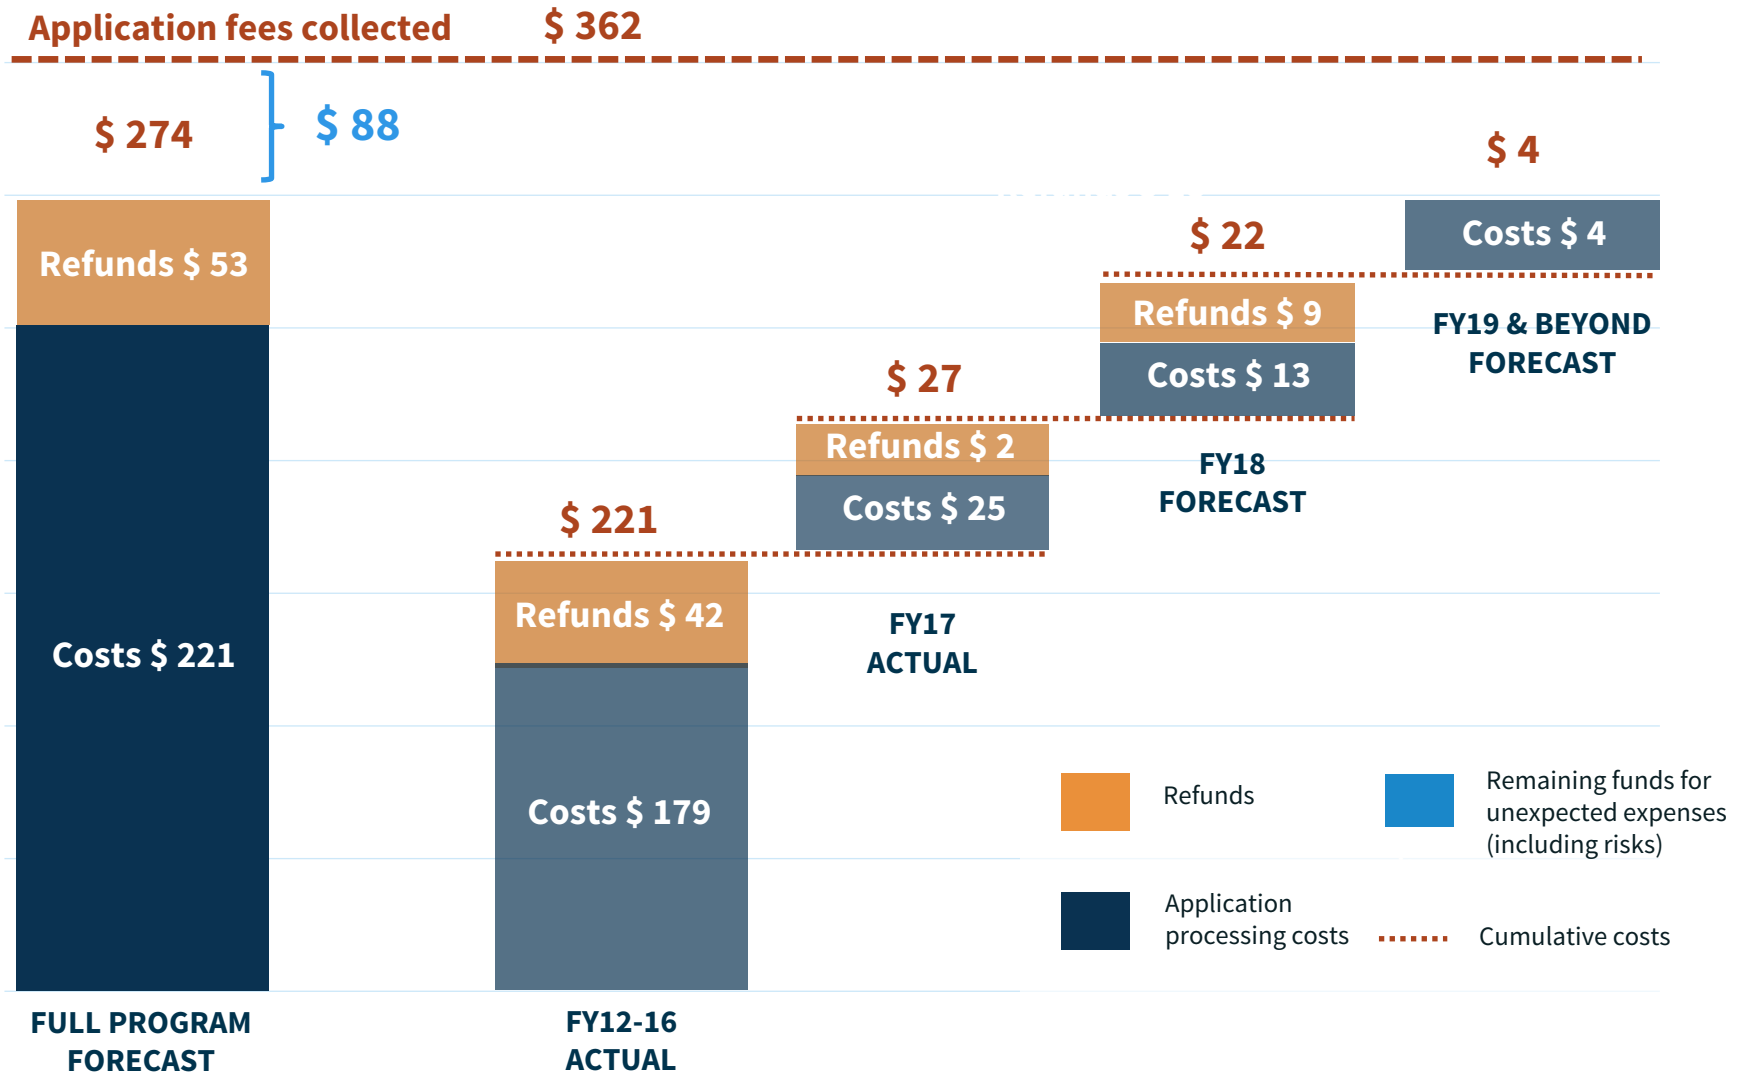 Application fees collected $ 362
$ 274
$ 88
Refunds $ 53
Costs $ 221
FULL PROGRAM
FORECAST
$ 221
Refunds $ 42
Costs $ 179
FY12-16
ACTUAL
$ 27
Refunds $ 2
Costs $ 25
FY17
ACTUAL
$ 22
Refunds $ 9
Costs $ 13
FY18
FORECAST
$ 4
Costs $ 4
FY19 & BEYOND
FORECAST
Refunds
Remaining funds for
unexpected expenses
(including risks)
Application
processing costs
Cumulative costs